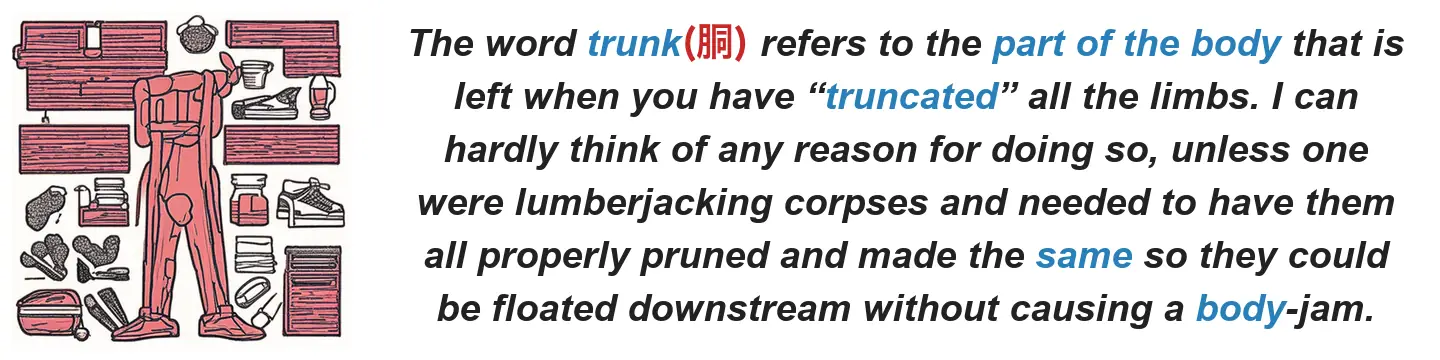 The word trunk(胴) refers to the part of the body that is
left when you have “truncated” all the limbs. I can
hardly think of any reason for doing so, unless one
were lumberjacking corpses and needed to have them
all properly pruned and made the same so they could
be floated downstream without causing a body-jam.